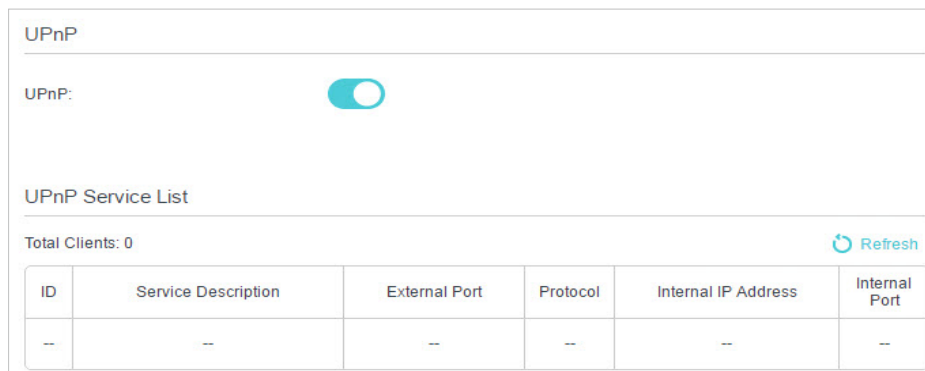 UPnP
UPnP:
UPnP Service List
Total Clients: 0
Refresh
ID Service Description External Port Protocol Internal IP Address Internal Port
-- -- -- -- -- --